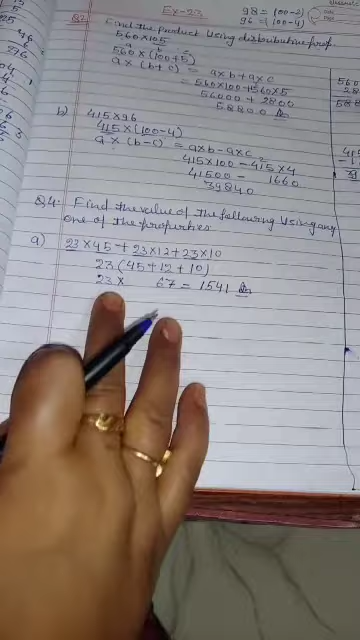 Ex-23
98 = (100-2)
96 = (100-4)
Q2 Find the product Using distributive prop.
560×105
560×(100+5)
a×(b+c) = a×b+a×c
= 560×100+560×5
56000 + 2800
58800 Ans
b) 415×96
415×(100-4)
a×(b-c) = a×b-a×c
415×100-415×4
41500 - 1660
39840
Q4. Find the value of the following Using any
one of the properties
a) 23×45+23×12+23×10
23(45+12+10)
23× 67 = 1541 Ans